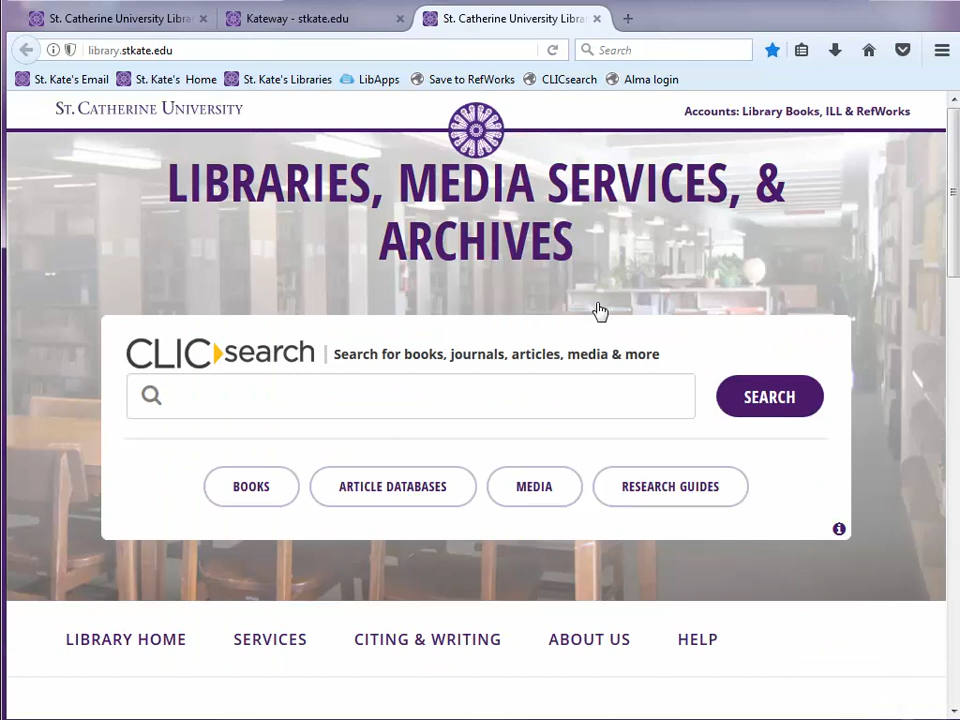 St. Catherine University Librar
Kateway - stkate.edu
St. Catherine University Librar
library.stkate.edu
Search
St. Kate's Email
St. Kate's Home
St. Kate's Libraries
LibApps
Save to RefWorks
CLICsearch
Alma login
ST. CATHERINE UNIVERSITY
Accounts: Library Books, ILL & RefWorks
LIBRARIES, MEDIA SERVICES, &
ARCHIVES
CLIC search | Search for books, journals, articles, media & more
SEARCH
BOOKS
ARTICLE DATABASES
MEDIA
RESEARCH GUIDES
LIBRARY HOME
SERVICES
CITING & WRITING
ABOUT US
HELP